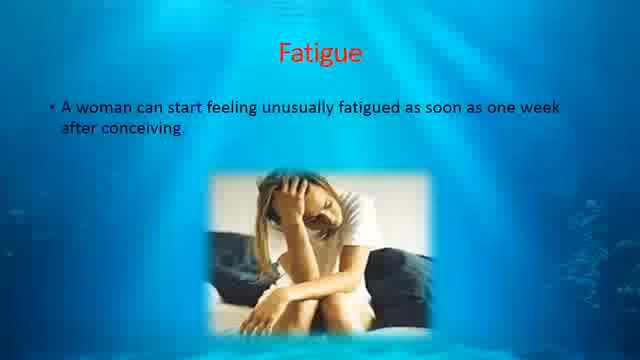 Fatigue
• A woman can start feeling unusually fatigued as soon as one week
after conceiving.